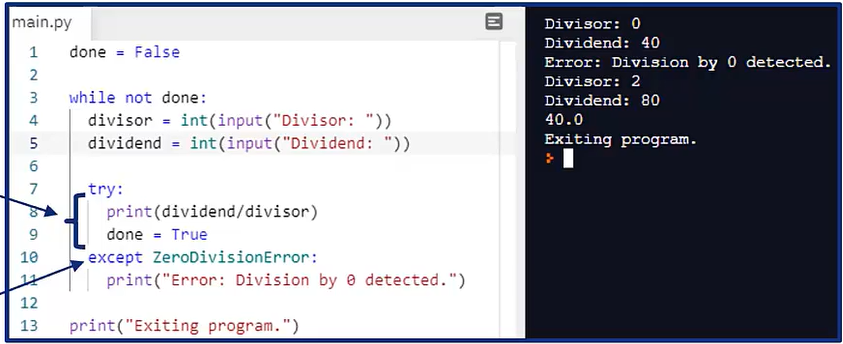 main.py
1 done = False
2
3 while not done:
4 divisor = int(input("Divisor: "))
5 dividend = int(input("Dividend: "))
6
7 try:
8 print(dividend/divisor)
9 done = True
10 except ZeroDivisionError:
11 print("Error: Division by 0 detected.")
12
13 print("Exiting program.")
Divisor: 0
Dividend: 40
Error: Division by 0 detected.
Divisor: 2
Dividend: 80
40.0
Exiting program.